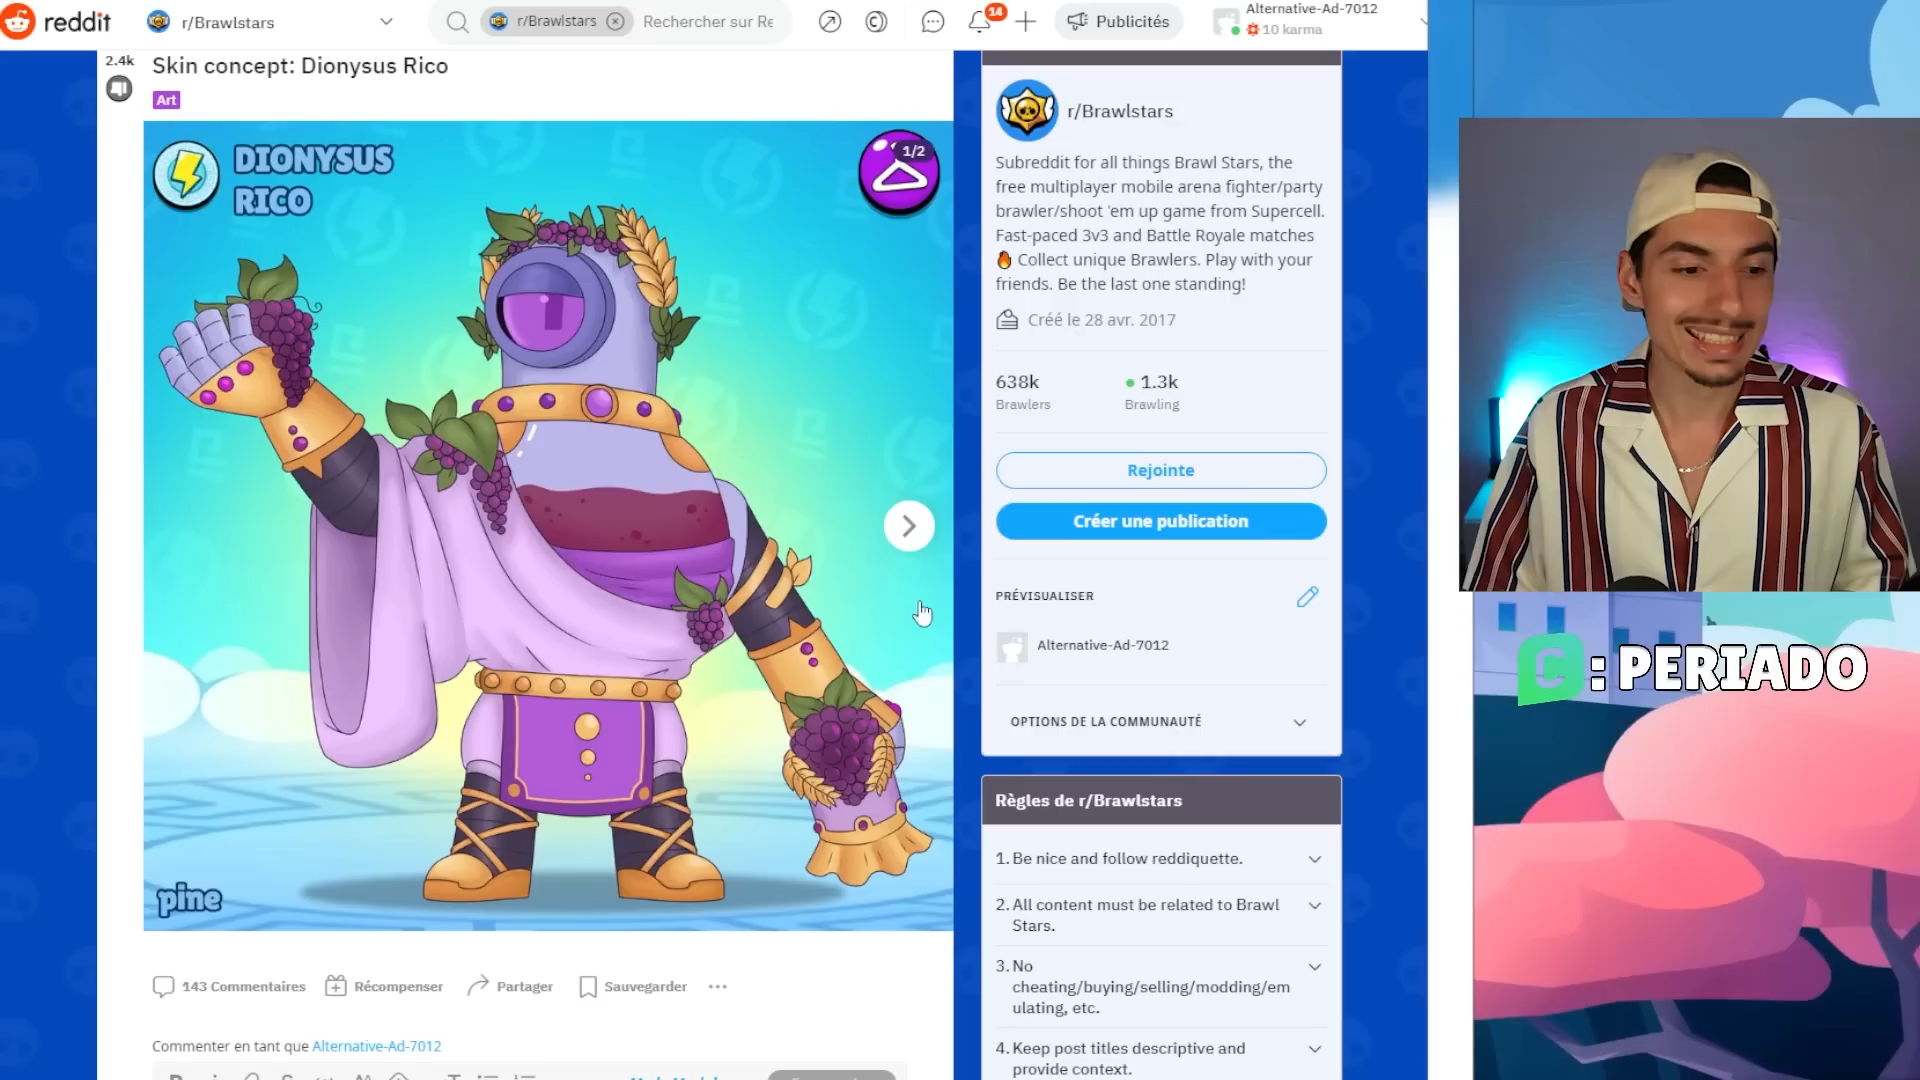 reddit
r/Brawlstars
r/Brawlstars
Rechercher sur Re
14
Publicités
Alternative-Ad-7012
10 karma
2.4k
Skin concept: Dionysus Rico
Art
DIONYSUS
RICO
1/2
pine
143 Commentaires
Récompenser
Partager
Sauvegarder
Commenter en tant que Alternative-Ad-7012
r/Brawlstars
Subreddit for all things Brawl Stars, the
free multiplayer mobile arena fighter/party
brawler/shoot 'em up game from Supercell.
Fast-paced 3v3 and Battle Royale matches
🔥 Collect unique Brawlers. Play with your
friends. Be the last one standing!
Créé le 28 avr. 2017
638k
Brawlers
1.3k
Brawling
Rejointe
Créer une publication
PRÉVISUALISER
Alternative-Ad-7012
OPTIONS DE LA COMMUNAUTÉ
Règles de r/Brawlstars
1. Be nice and follow reddiquette.
2. All content must be related to Brawl
Stars.
3. No
cheating/buying/selling/modding/em
ulating, etc.
4. Keep post titles descriptive and
provide context.
C : PERIADO